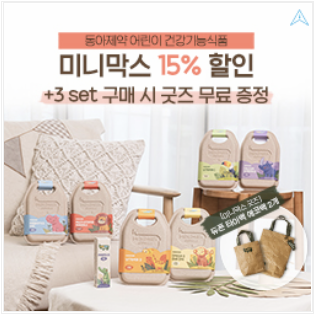 동아제약 어린이 건강기능식품
미니막스 15% 할인
+3 set 구매 시 굿즈 무료 증정
[미니막스 굿즈]
듀폰 타이벡 에코백 2개